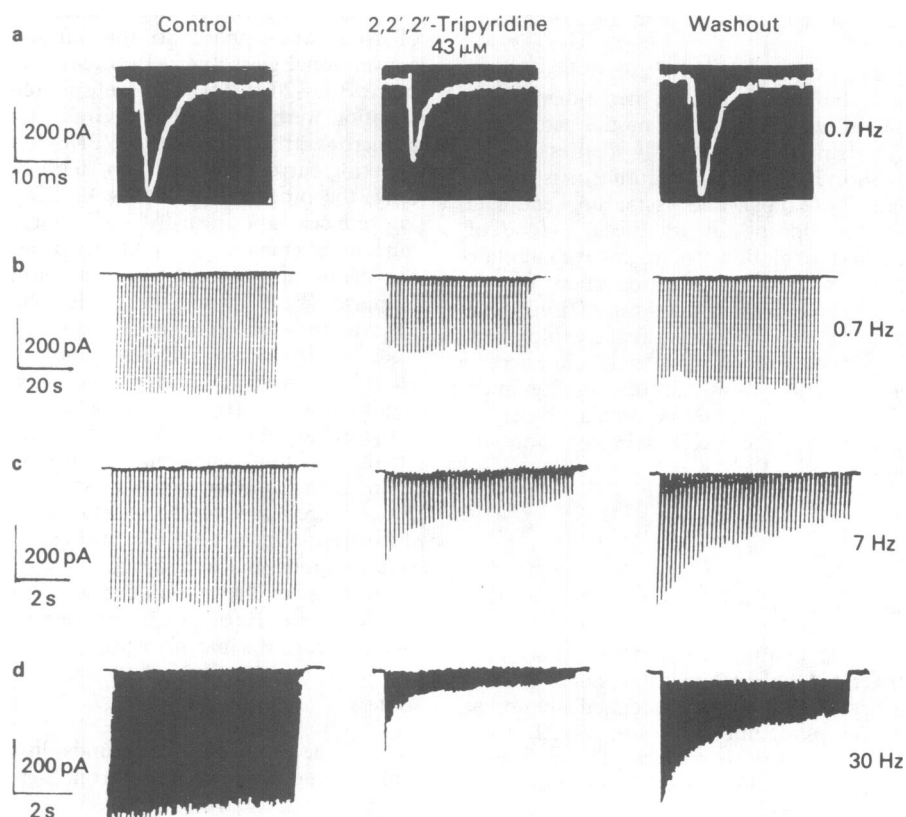 Control
2,2′,2″-Tripyridine
43 μM
Washout
a
200 pA
10 ms
0.7 Hz
b
200 pA
20 s
0.7 Hz
c
200 pA
2 s
7 Hz
d
200 pA
2 s
30 Hz